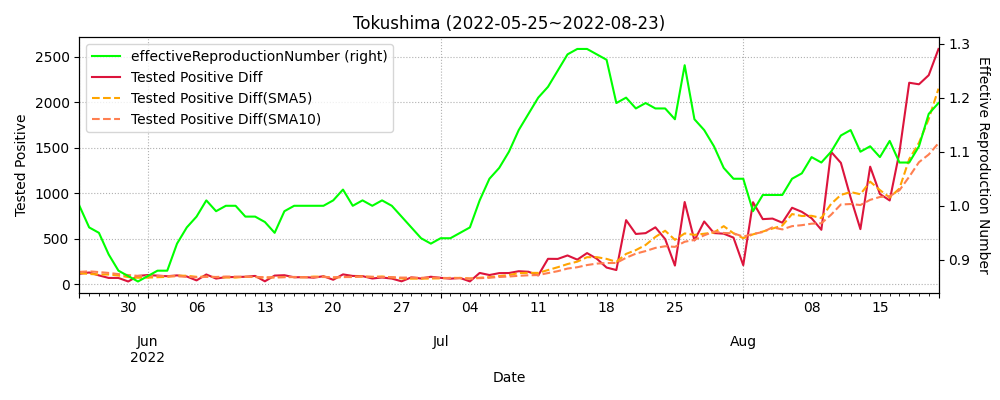 Tokushima (2022-05-25~2022-08-23)
effectiveReproductionNumber (right)
Tested Positive Diff
Tested Positive Diff(SMA5)
Tested Positive Diff(SMA10)
Tested Positive
2500
2000
1500
1000
500
0
1.3
1.2
1.1
1.0
0.9
Effective Reproduction Number
30 06 13 20 27 04 11 18 25 08 15
Jun Jul Aug
2022
Date